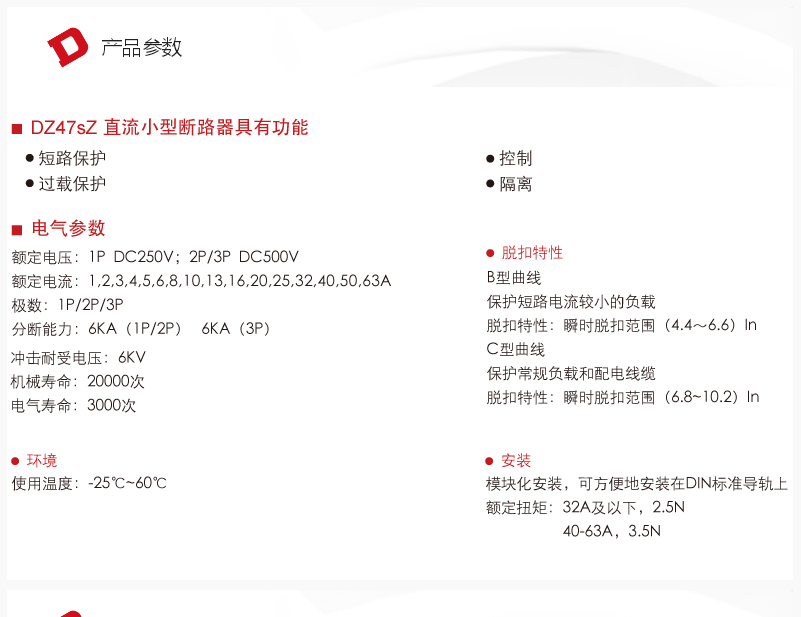 产品参数
■ DZ47sZ 直流小型断路器具有功能
● 短路保护
● 过载保护
● 控制
● 隔离
■ 电气参数
额定电压：1P DC250V；2P/3P DC500V
额定电流：1,2,3,4,5,6,8,10,13,16,20,25,32,40,50,63A
极数：1P/2P/3P
分断能力：6KA（1P/2P） 6KA（3P）
冲击耐受电压：6KV
机械寿命：20000次
电气寿命：3000次
● 脱扣特性
B型曲线
保护短路电流较小的负载
脱扣特性：瞬时脱扣范围（4.4～6.6）In
C型曲线
保护常规负载和配电线缆
脱扣特性：瞬时脱扣范围（6.8~10.2）In
● 环境
使用温度：-25℃~60℃
● 安装
模块化安装，可方便地安装在DIN标准导轨上
额定扭矩：32A及以下，2.5N
40-63A，3.5N